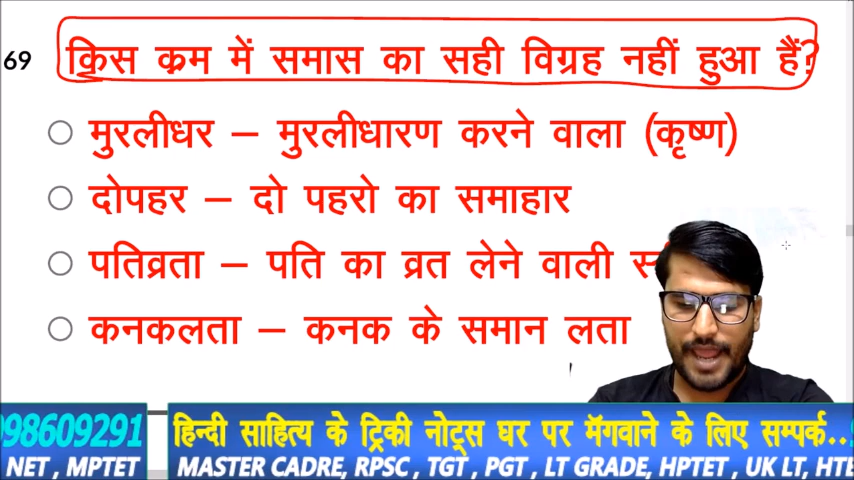 69 किस क्रम में समास का सही विग्रह नहीं हुआ हैं?
मुरलीधर – मुरलीधारण करने वाला (कृष्ण)
दोपहर – दो पहरो का समाहार
पतिव्रता – पति का व्रत लेने वाली
कनकलता – कनक के समान लता
98609291 हिन्दी साहित्य के ट्रिकी नोट्स घर पर मॅगवाने के लिए सम्पर्क..
NET , MPTET MASTER CADRE, RPSC , TGT , PGT , LT GRADE, HPTET , UK LT, HTE